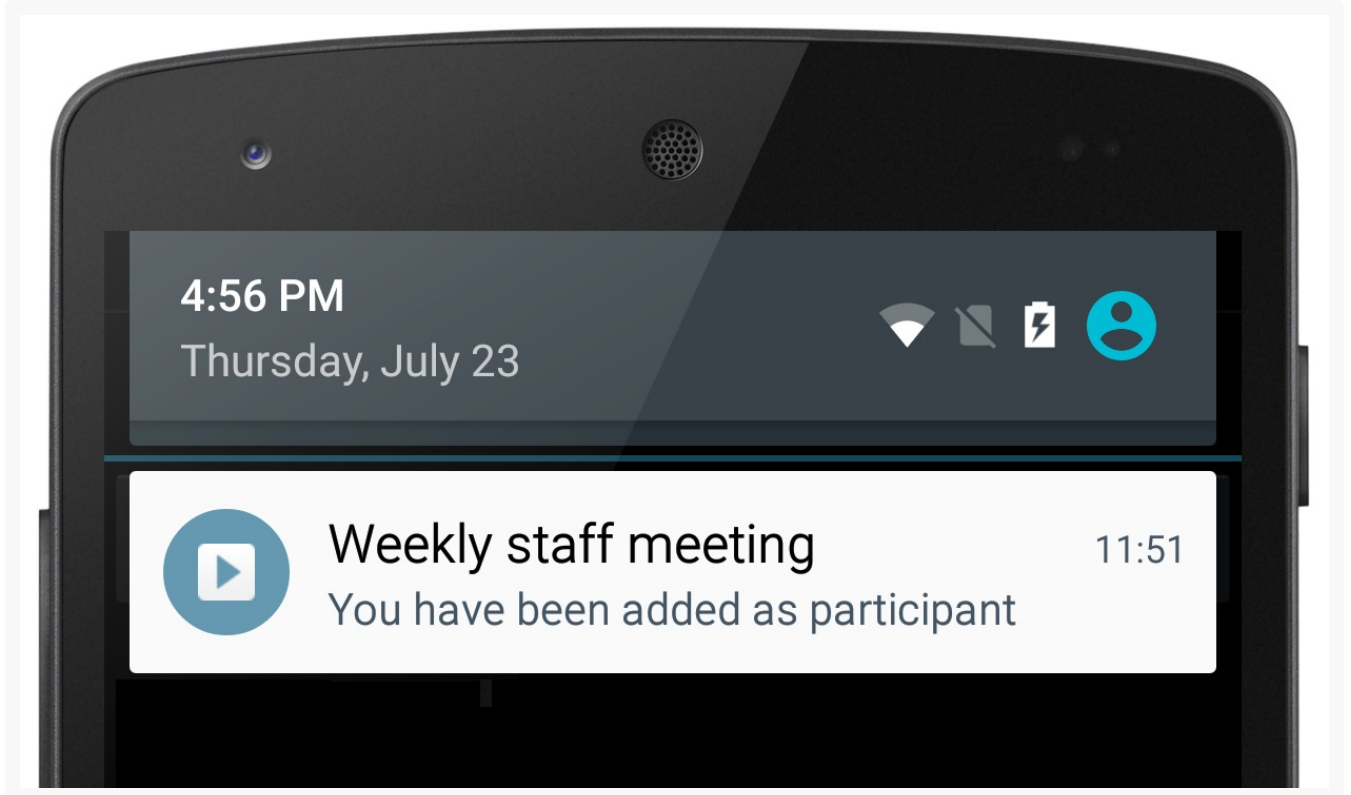 4:56 PM
Thursday, July 23
Weekly staff meeting 11:51
You have been added as participant